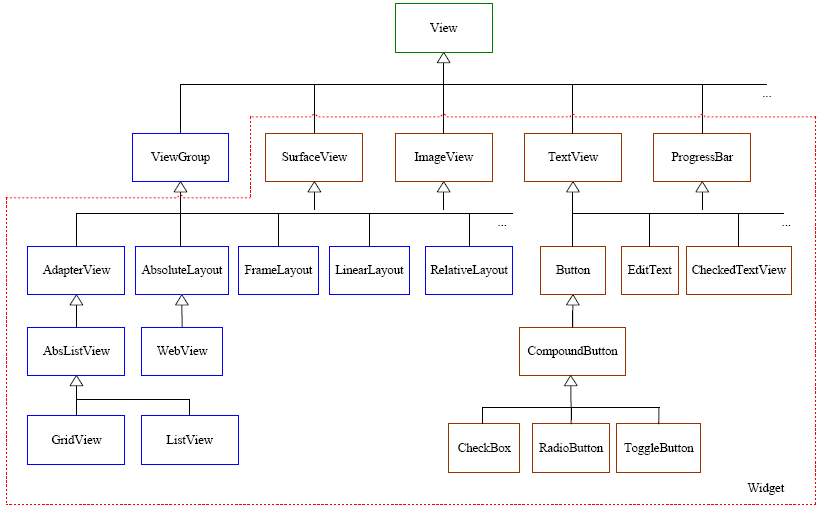 View
...
ViewGroup
SurfaceView
ImageView
TextView
ProgressBar
...
...
AdapterView
AbsoluteLayout
FrameLayout
LinearLayout
RelativeLayout
Button
EditText
CheckedTextView
AbsListView
WebView
CompoundButton
GridView
ListView
CheckBox
RadioButton
ToggleButton
Widget